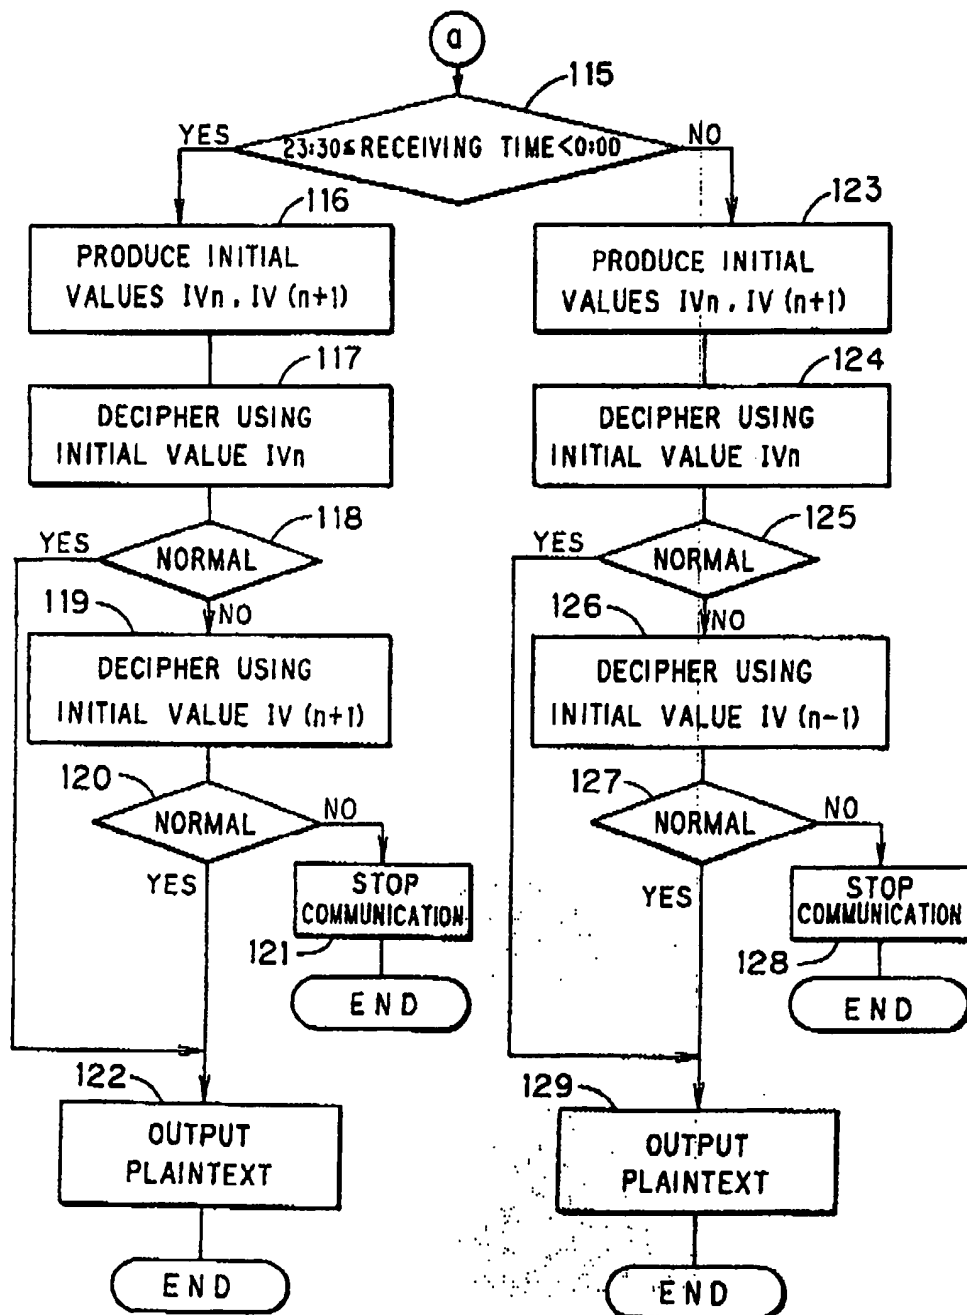 a
115
YES
23:30≤RECEIVING TIME<0:00
NO
116
PRODUCE INITIAL
VALUES IVn, IV (n+1)
117
DECIPHER USING
INITIAL VALUE IVn
118
YES
NORMAL
NO
119
DECIPHER USING
INITIAL VALUE IV (n+1)
120
NORMAL
NO
YES
STOP
COMMUNICATION
121
END
122
OUTPUT
PLAINTEXT
END
123
PRODUCE INITIAL
VALUES IVn, IV (n+1)
124
DECIPHER USING
INITIAL VALUE IVn
125
YES
NORMAL
NO
126
DECIPHER USING
INITIAL VALUE IV (n-1)
127
NORMAL
NO
YES
STOP
COMMUNICATION
128
END
129
OUTPUT
PLAINTEXT
END